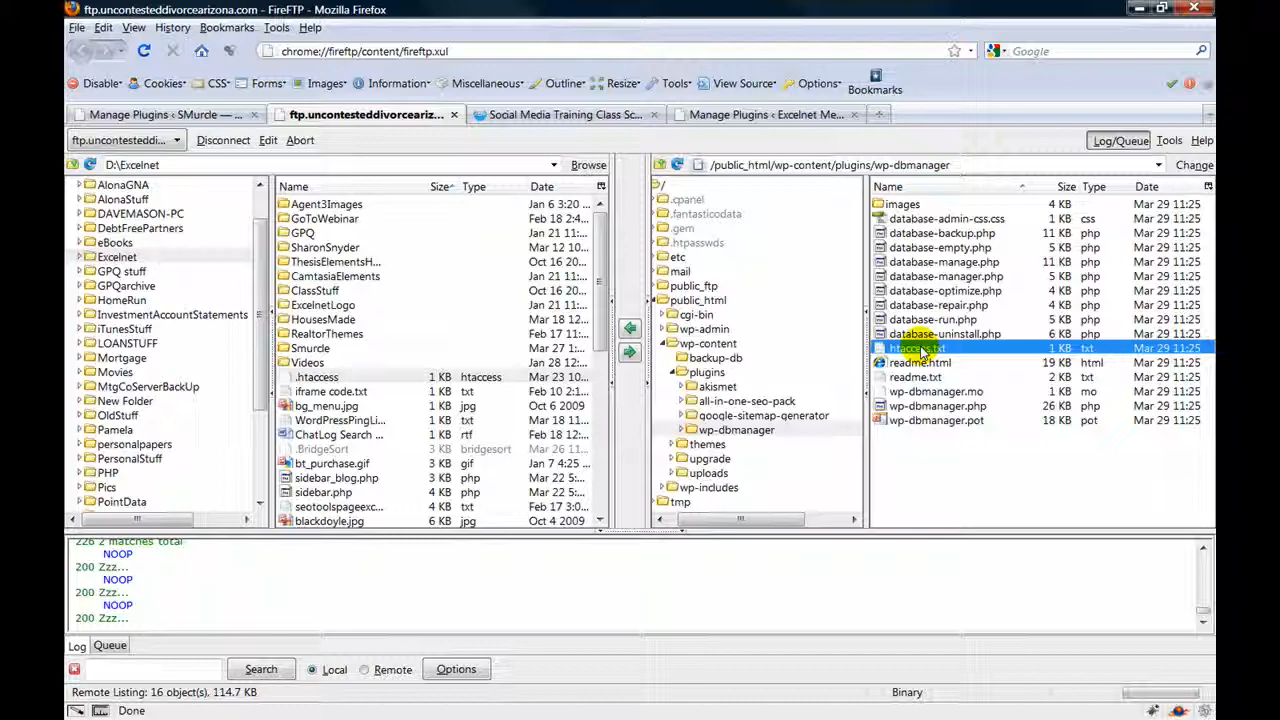 ftp.uncontesteddivorcearizona.com - FireFTP - Mozilla Firefox
File Edit View History Bookmarks Tools Help
chrome://fireftp/content/fireftp.xul
Google
Disable Cookies CSS Forms Images Information Miscellaneous Outline Resize Tools View Source Options Bookmarks
Manage Plugins ‹ SMurcle — ... ftp.uncontesteddivorceariz... Social Media Training Class Sc... Manage Plugins ‹ Excelnet Me...
ftp.uncontesteddivi... Disconnect Edit Abort Log/Queue Tools Help
D:\Excelnet Browse /public_html/wp-content/plugins/wp-dbmanager Change
AlonaGNA
AlonaStuff
DAVEMASON-PC
DebtFreePartners
eBooks
Excelnet
GPQ stuff
GPQarchive
HomeRun
InvestmentAccountStatements
iTunesStuff
LOANSTUFF
Mortgage
Movies
MtgCoServerBackUp
New Folder
OldStuff
Pamela
personalpapers
PersonalStuff
PHP
Pics
PointData
Name Size Type Date
Agent3Images Jan 6 3:20 ...
GoToWebinar Feb 18 2:4...
GPQ Jan 21 11:...
SharonSnyder Mar 12 10...
ThesisElementsH... Oct 16 20...
CamtasiaElements Jan 21 11:...
ClassStuff Oct 16 20...
ExcelnetLogo Jan 21 11:...
HousesMade Mar 18 12...
RealtorThemes Feb 17 11:...
Smurcle Mar 18 12...
Videos Jan 28 12...
.htaccess 1 KB htaccess Mar 23 10...
iframe code.txt 1 KB txt Feb 10 2:1...
bg_menu.jpg 1 KB jpg Oct 6 2009
WordPressPingLi... 1 KB txt Mar 18 11...
ChatLog Search ... 1 KB rtf Feb 18 12:...
.BridgeSort 3 KB bridgesort Mar 26 11...
bt_purchase.gif 3 KB gif Jan 7 4:25 ...
sidebar_blog.php 3 KB php Mar 22 5:...
sidebar.php 4 KB php Mar 22 5:...
seotoolspageexc... 4 KB txt Feb 17 3:0...
blackdoyle.jpg 6 KB jpg Oct 4 2009
/
.cpanel
.fantasticodata
.gem
.htpasswds
etc
mail
public_ftp
public_html
cgi-bin
wp-admin
wp-content
backup-db
plugins
akismet
all-in-one-seo-pack
google-sitemap-generator
wp-dbmanager
themes
upgrade
uploads
wp-includes
tmp
Name Size Type Date
images 4 KB Mar 29 11:25
database-admin-css.css 1 KB css Mar 29 11:25
database-backup.php 11 KB php Mar 29 11:25
database-empty.php 5 KB php Mar 29 11:25
database-manage.php 11 KB php Mar 29 11:25
database-manager.php 5 KB php Mar 29 11:25
database-optimize.php 4 KB php Mar 29 11:25
database-repair.php 4 KB php Mar 29 11:25
database-run.php 5 KB php Mar 29 11:25
database-uninstall.php 6 KB php Mar 29 11:25
htaccess.txt 1 KB txt Mar 29 11:25
readme.html 19 KB html Mar 29 11:25
readme.txt 2 KB txt Mar 29 11:25
wp-dbmanager.mo 1 KB mo Mar 29 11:25
wp-dbmanager.php 26 KB php Mar 29 11:25
wp-dbmanager.pot 18 KB pot Mar 29 11:25
226 2 matches total
NOOP
200 Zzz...
NOOP
200 Zzz...
NOOP
200 Zzz...
Log Queue
Search Local Remote Options
Remote Listing: 16 object(s), 114.7 KB Binary
Done